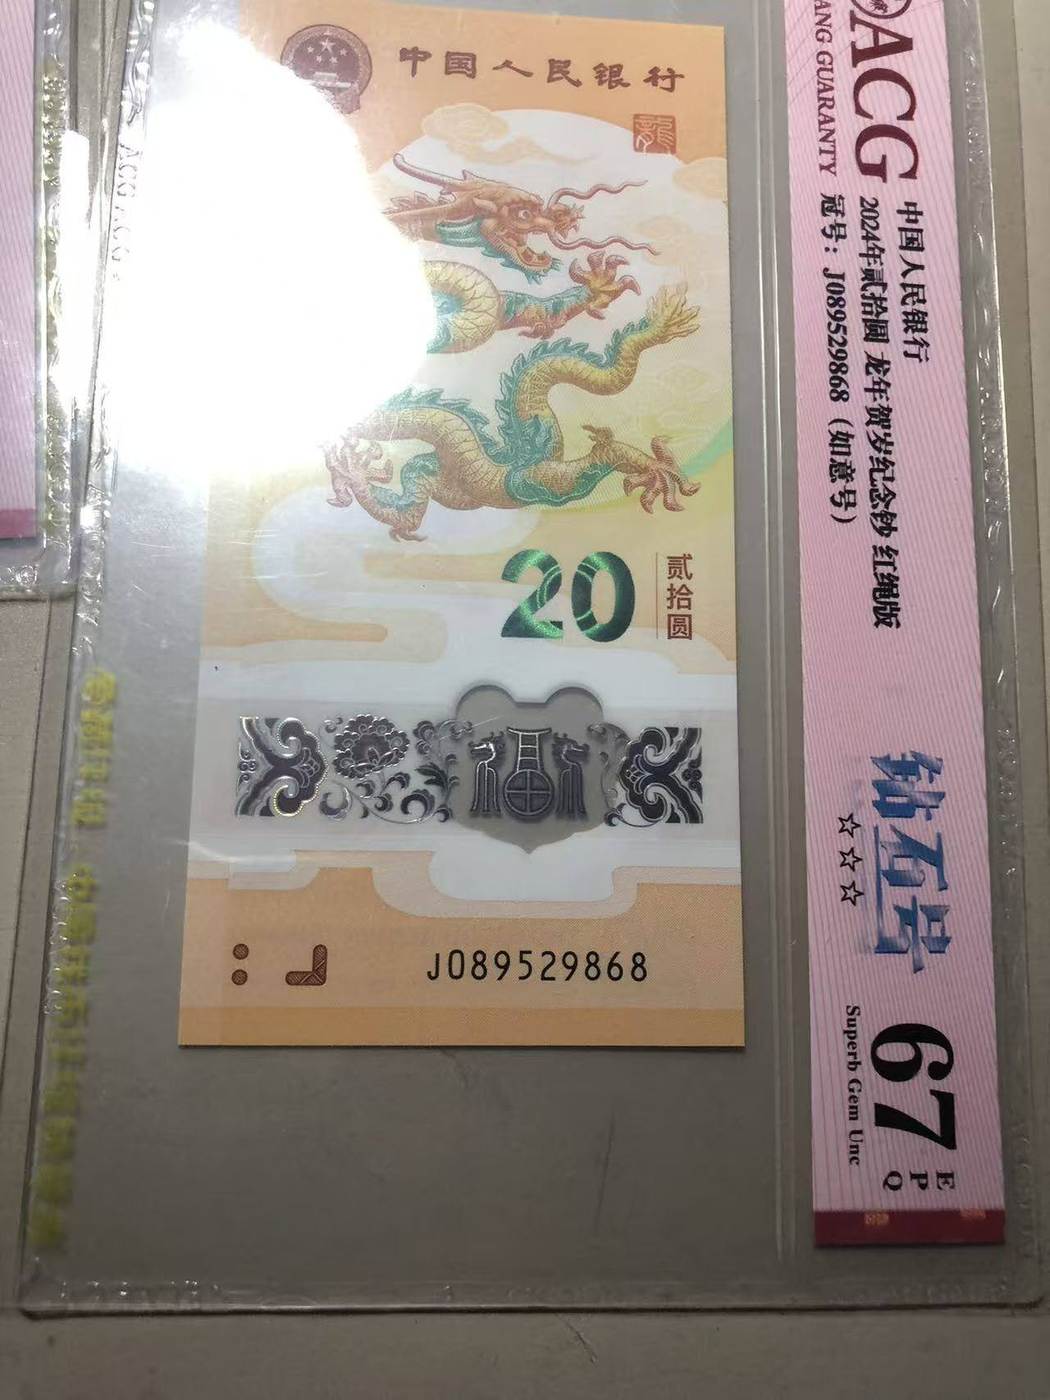 中国人民银行
龍
20
贰拾圆
J089529868
ACG
ANG GUARANTY
中国人民银行
2024年贰拾圆 龙年贺岁纪念钞 红绳版
冠号：J089529868（如意号）
钻石号
☆☆☆
67
EPQ
Superb Gem Unc